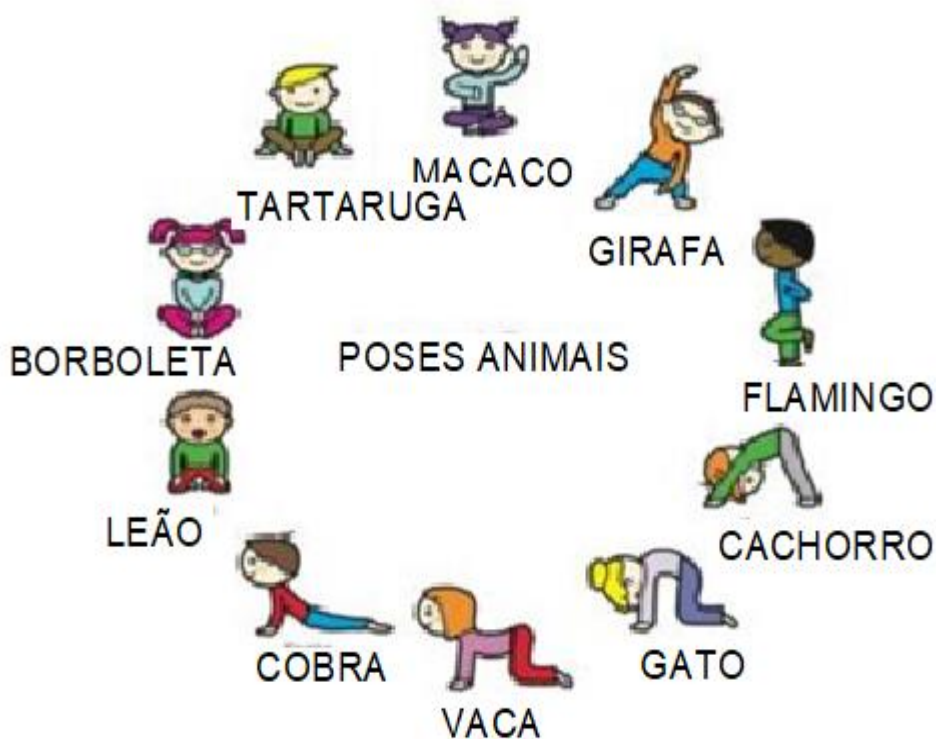 MACACO
TARTARUGA
GIRAFA
BORBOLETA
POSES ANIMAIS
FLAMINGO
LEÃO
CACHORRO
COBRA
GATO
VACA